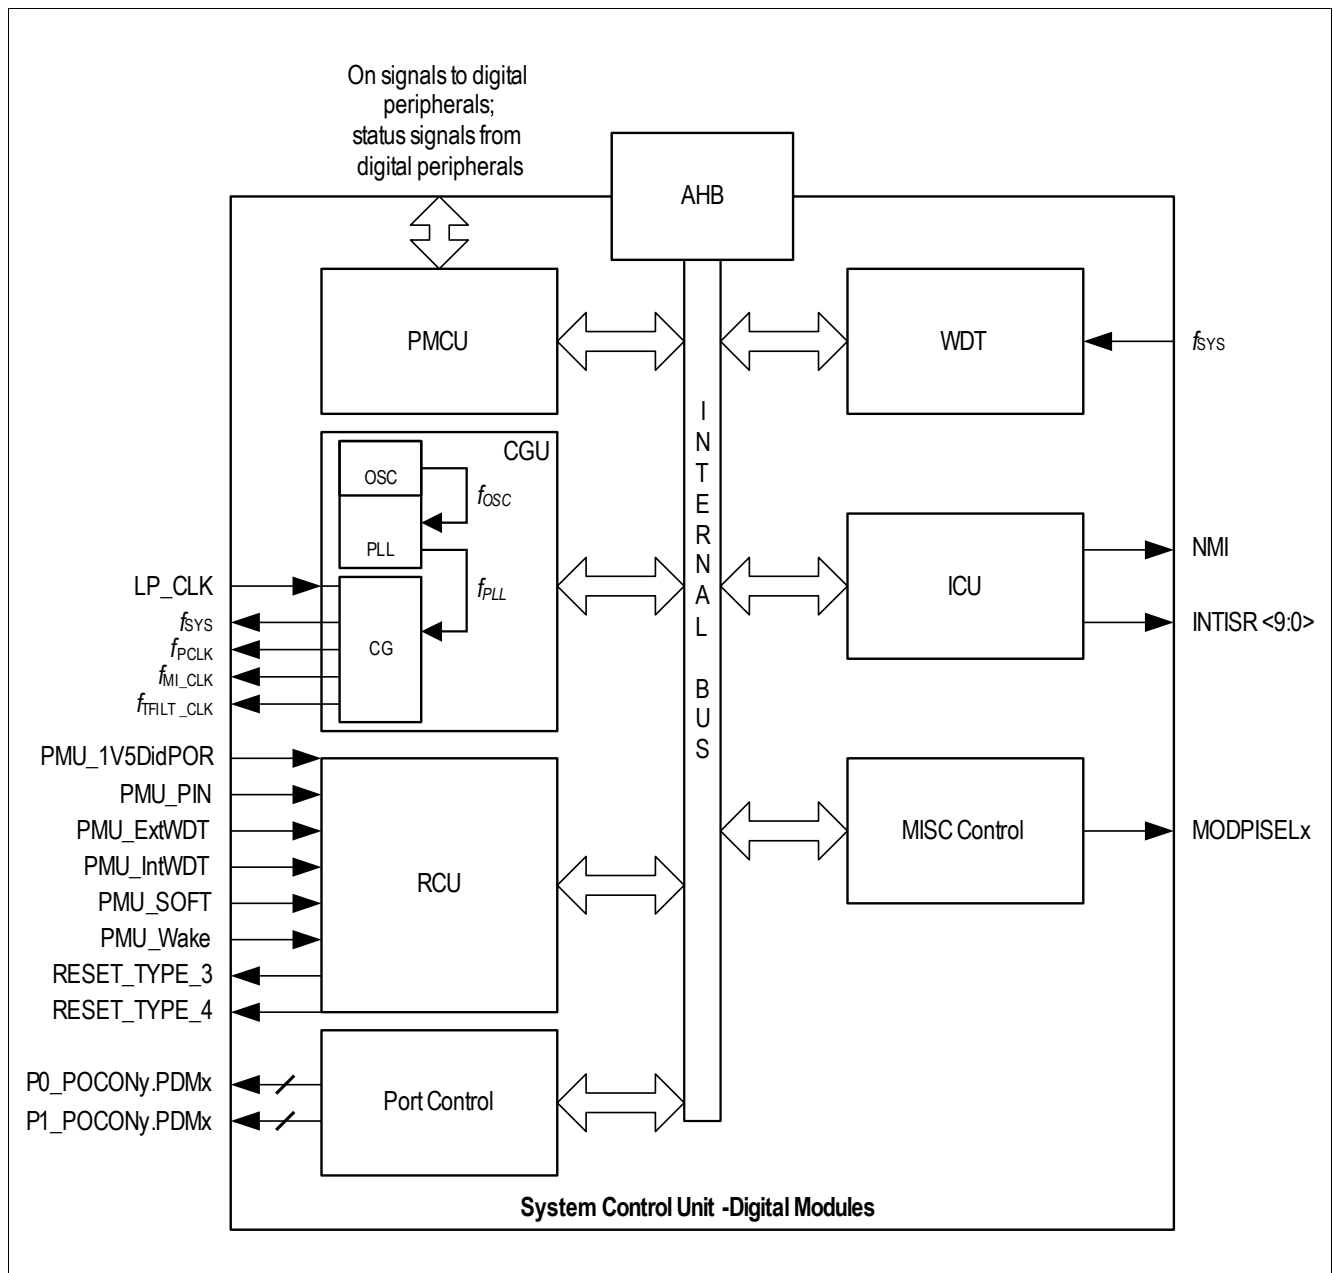 On signals to digital
peripherals;
status signals from
digital peripherals
AHB
PMCU
WDT
fSYS
INTERNAL BUS
CGU
OSC
fOSC
PLL
fPLL
CG
LP_CLK
fSYS
fPCLK
fMI_CLK
fTFILT_CLK
ICU
NMI
INTISR <9:0>
PMU_1V5DidPOR
PMU_PIN
PMU_ExtWDT
PMU_IntWDT
PMU_SOFT
PMU_Wake
RESET_TYPE_3
RESET_TYPE_4
RCU
MISC Control
MODPISELx
P0_POCONy.PDMx
P1_POCONy.PDMx
Port Control
System Control Unit -Digital Modules